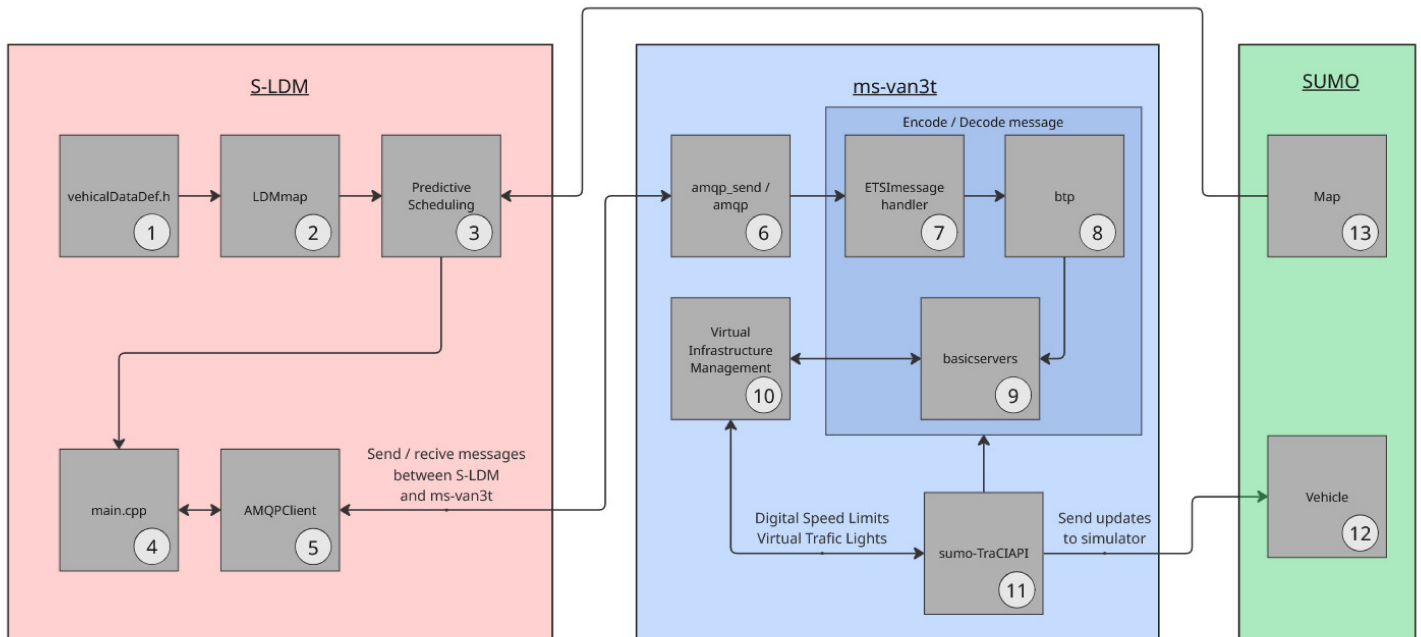 S-LDM
vehicalDataDef.h
1
LDMmap
2
Predictive
Scheduling
3
main.cpp
4
AMQPClient
5
Send / recive messages
between S-LDM
and ms-van3t
ms-van3t
Encode / Decode message
amqp_send /
amqp
6
ETSImessage
handler
7
btp
8
Virtual
Infrastructure
Management
10
basicservers
9
Digital Speed Limits
Virtual Trafic Lights
sumo-TraCIAPI
11
Send updates
to simulator
SUMO
Map
13
Vehicle
12